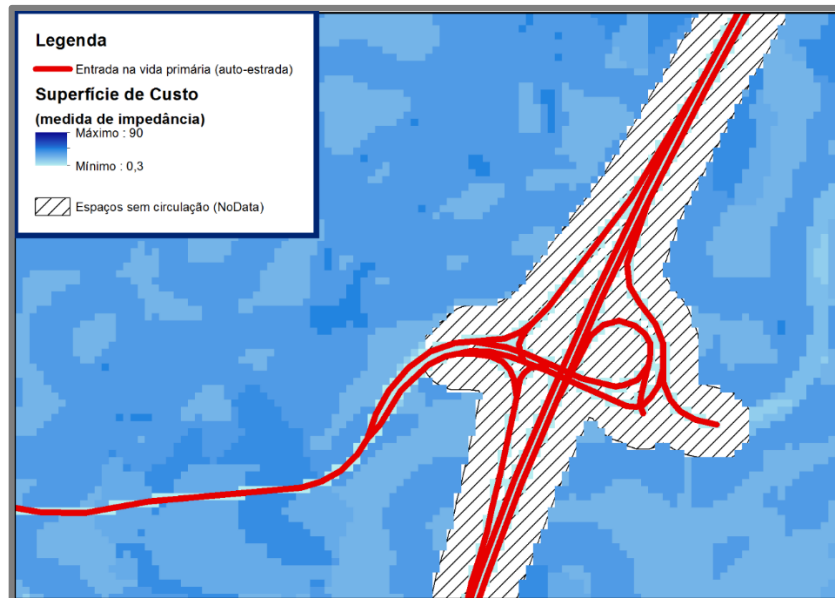 Legenda
Entrada na vida primária (auto-estrada)
Superfície de Custo
(medida de impedância)
Máximo : 90
Mínimo : 0,3
Espaços sem circulação (NoData)